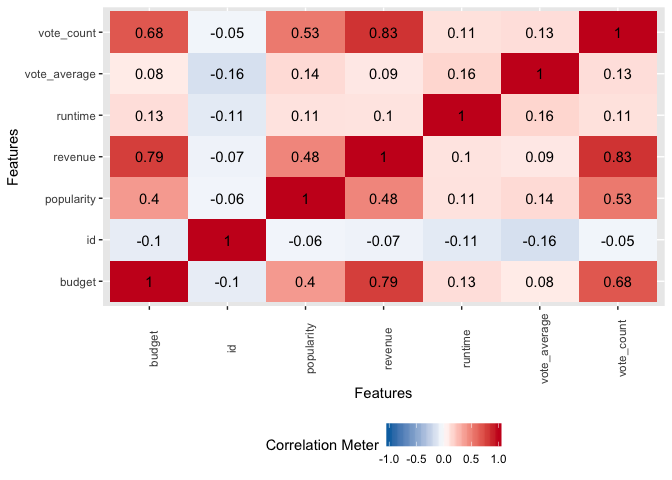 vote_count 0.68 -0.05 0.53 0.83 0.11 0.13 1
vote_average 0.08 -0.16 0.14 0.09 0.16 1 0.13
runtime 0.13 -0.11 0.11 0.1 1 0.16 0.11
revenue 0.79 -0.07 0.48 1 0.1 0.09 0.83
popularity 0.4 -0.06 1 0.48 0.11 0.14 0.53
id -0.1 1 -0.06 -0.07 -0.11 -0.16 -0.05
budget 1 -0.1 0.4 0.79 0.13 0.08 0.68
Features
budget id popularity revenue runtime vote_average vote_count
Features
Correlation Meter
-1.0 -0.5 0.0 0.5 1.0